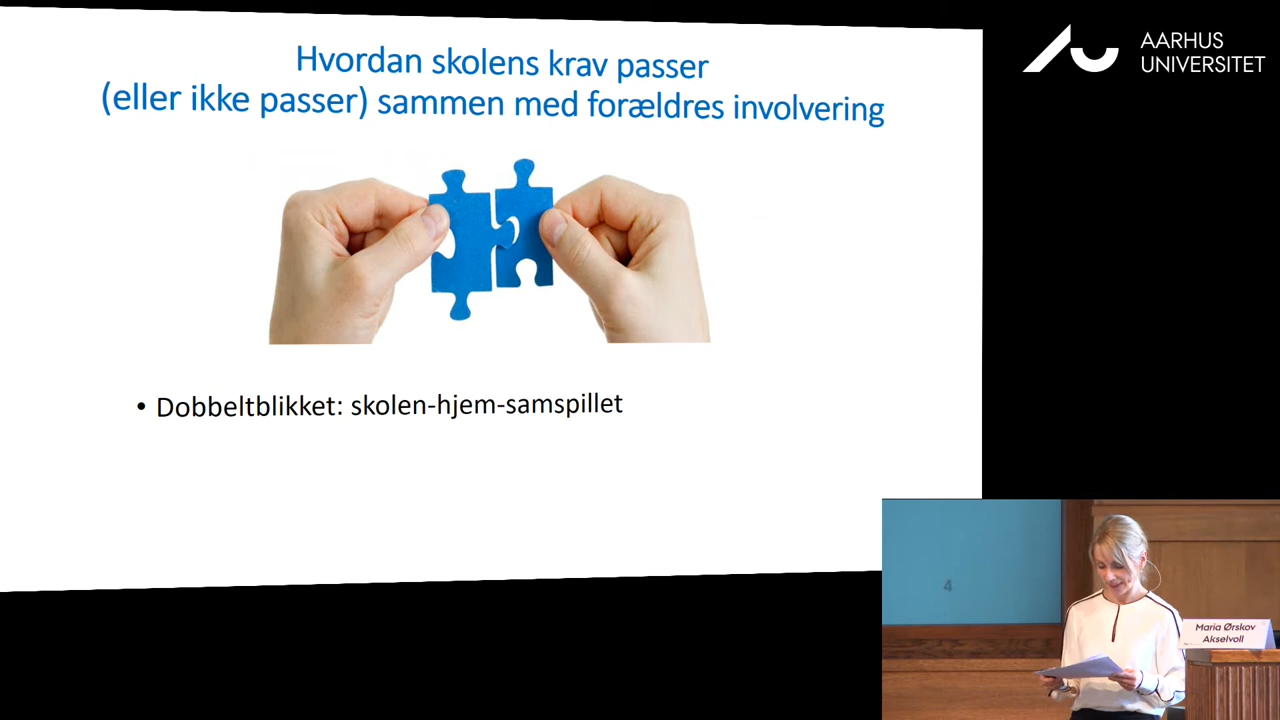 Hvordan skolens krav passer
(eller ikke passer) sammen med forældres involvering
• Dobbeltblikket: skolen-hjem-samspillet
AARHUS
UNIVERSITET
4
Maria Ørskov
Akselvoll